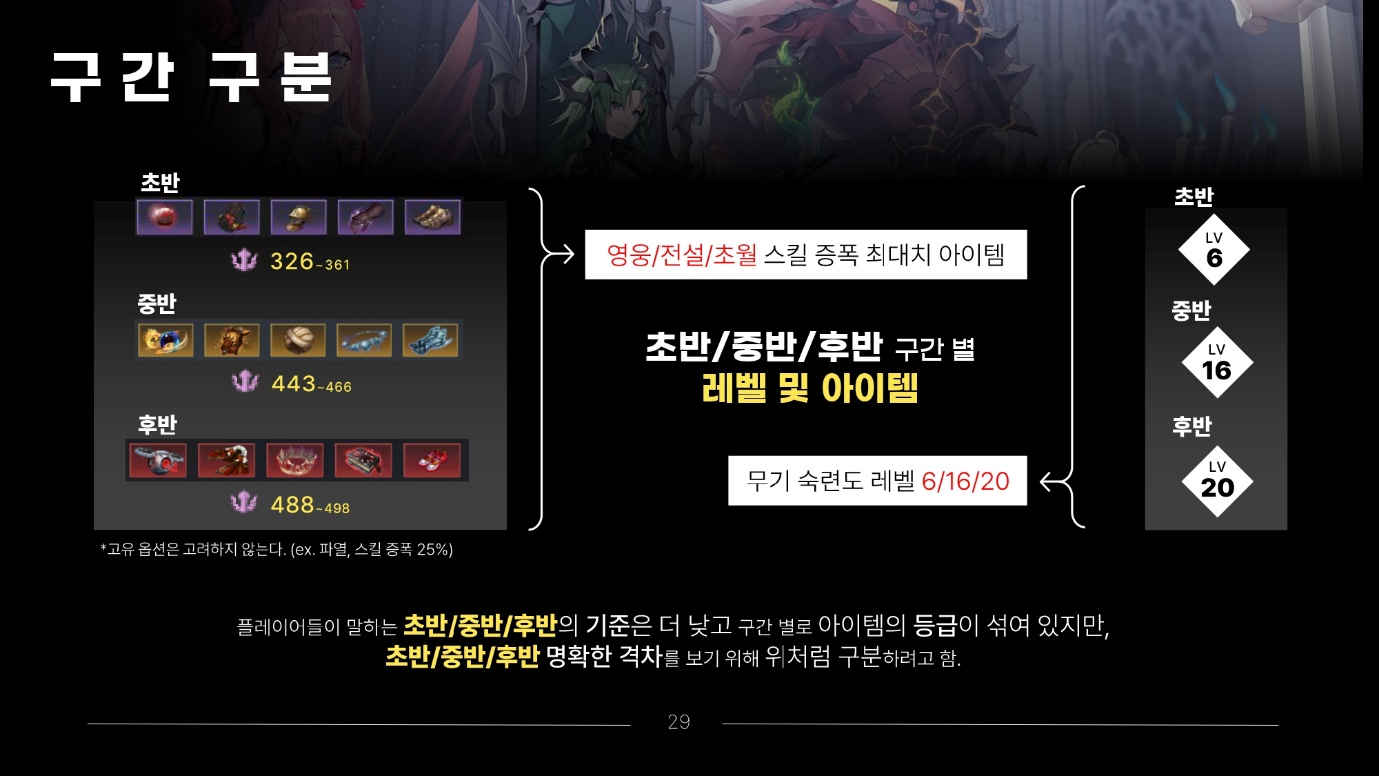 구간 구분
초반
326~361
중반
443~466
후반
488~498
*고유 옵션은 고려하지 않는다. (ex. 파열, 스킬 증폭 25%)
영웅/전설/초월 스킬 증폭 최대치 아이템
초반/중반/후반 구간 별
레벨 및 아이템
무기 숙련도 레벨 6/16/20
초반
LV
6
중반
LV
16
후반
LV
20
플레이어들이 말하는 초반/중반/후반의 기준은 더 낮고 구간 별로 아이템의 등급이 섞여 있지만,
초반/중반/후반 명확한 격차를 보기 위해 위처럼 구분하려고 함.
29